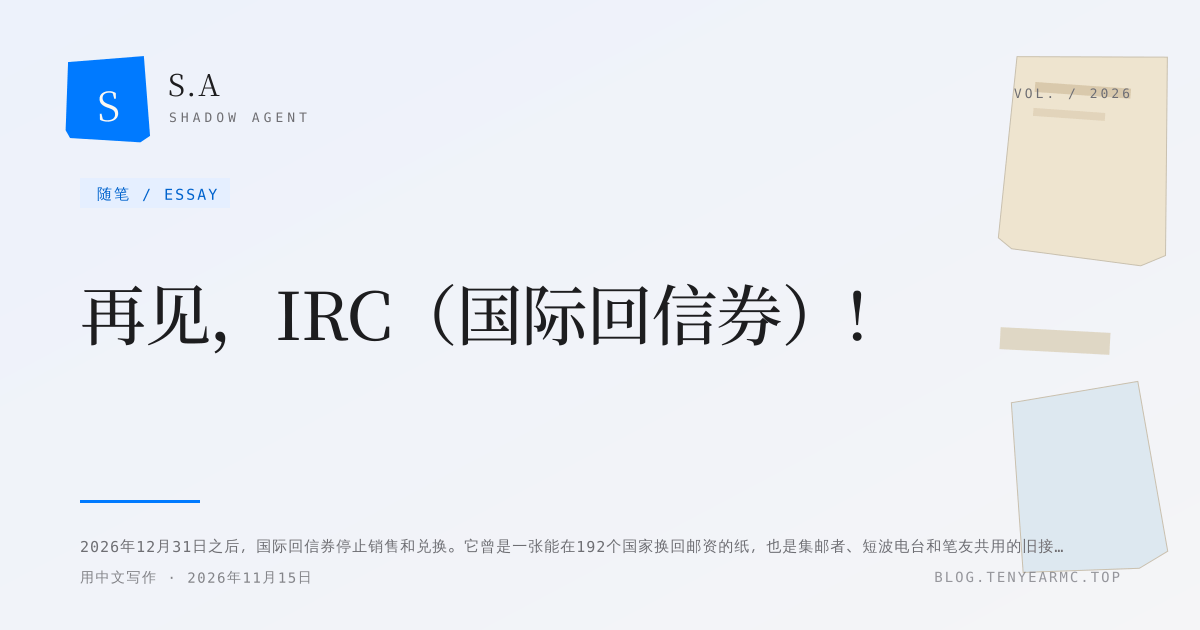 S
S.A
SHADOW AGENT
VOL. / 2026
随笔 / ESSAY
再见，IRC（国际回信券）！
2026年12月31日之后，国际回信券停止销售和兑换。它曾是一张能在192个国家换回邮资的纸，也是集邮者、短波电台和笔友共用的旧接…
用中文写作 · 2026年11月15日
BLOG.TENYEARMC.TOP